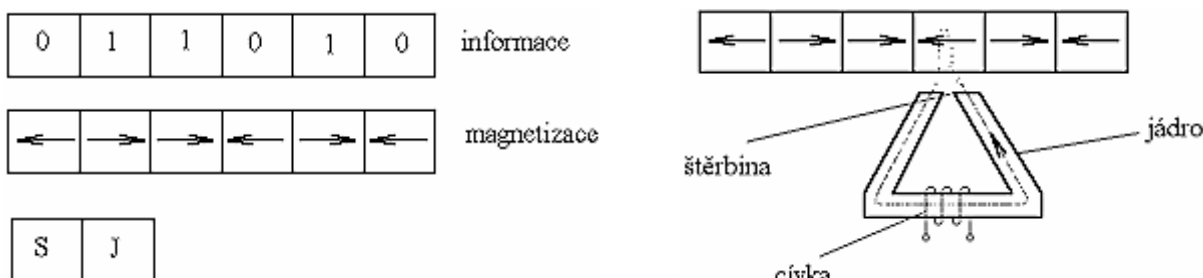 0 1 1 0 1 0 informace
magnetizace
S J
štěrbina
jádro
cívka